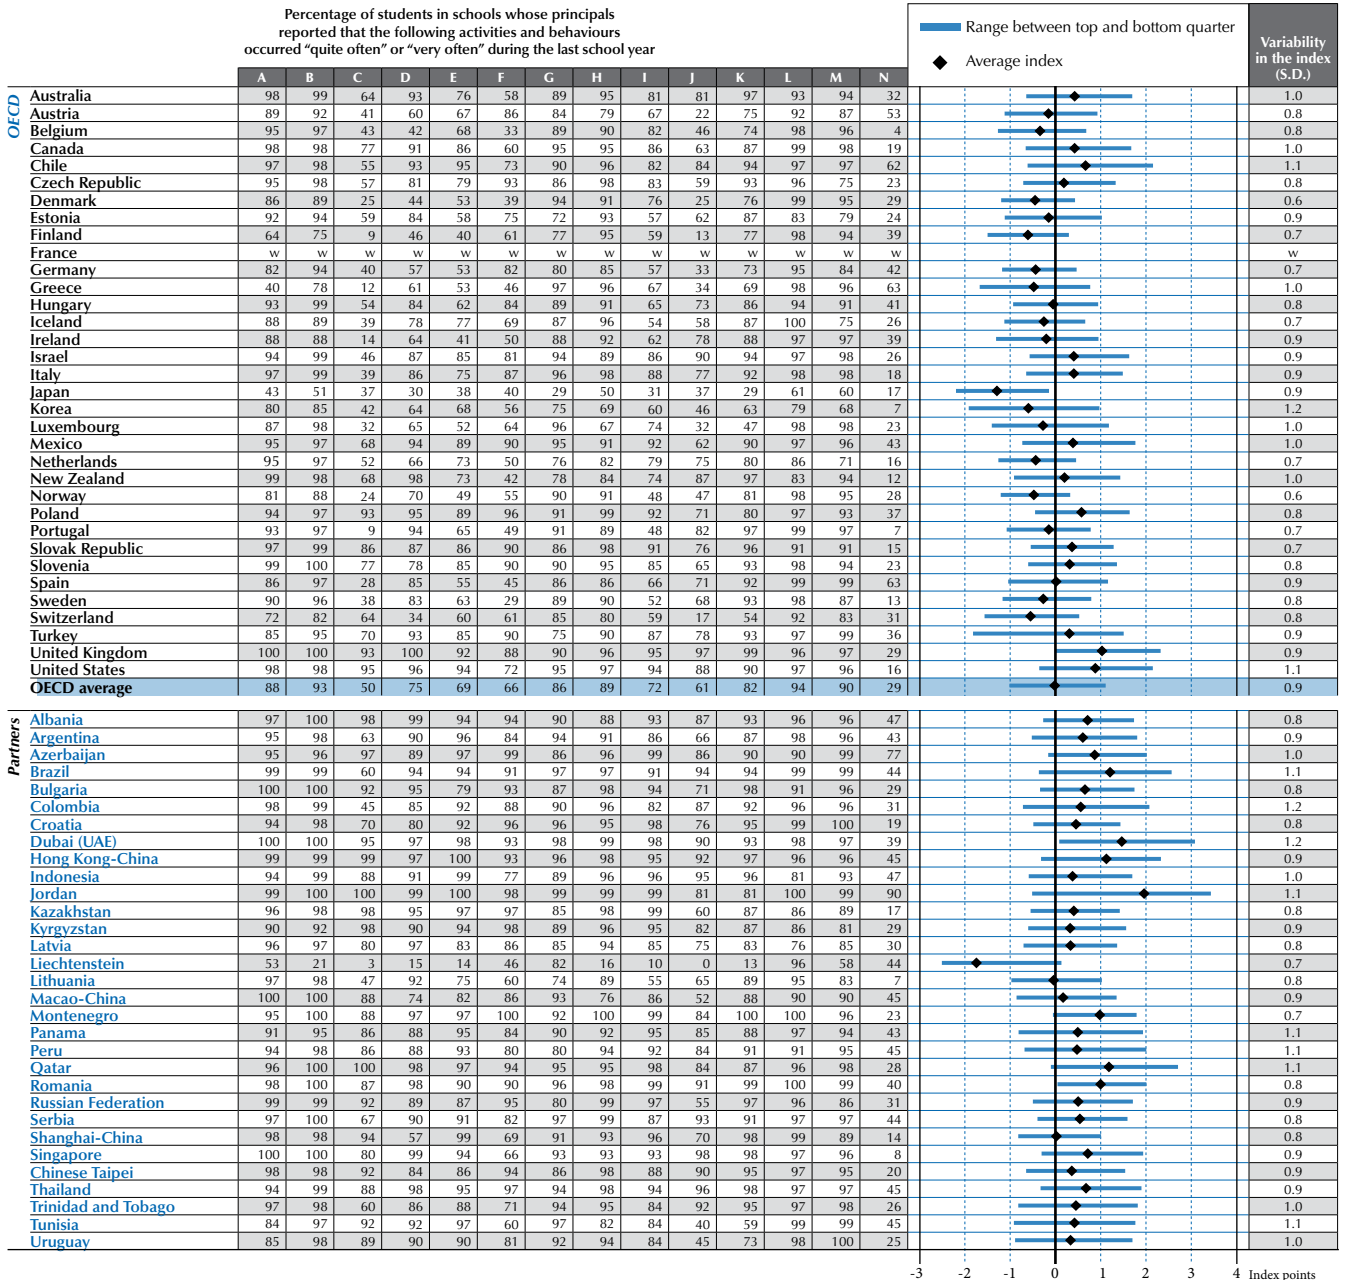 Percentage of students in schools whose principals
reported that the following activities and behaviours
occurred “quite often” or “very often” during the last school year
Range between top and bottom quarter
Average index
Variability
in the index
(S.D.)
A B C D E F G H I J K L M N
OECD
Australia 98 99 64 93 76 58 89 95 81 81 97 93 94 32 1.0
Austria 89 92 41 60 67 86 84 79 67 22 75 92 87 53 0.8
Belgium 95 97 43 42 68 33 89 90 82 46 74 98 96 4 0.8
Canada 98 98 77 91 86 60 95 95 86 63 87 99 98 19 1.0
Chile 97 98 55 93 95 73 90 96 82 84 94 97 97 62 1.1
Czech Republic 95 98 57 81 79 93 86 98 83 59 93 96 75 23 0.8
Denmark 86 89 25 44 53 39 94 91 76 25 76 99 95 29 0.6
Estonia 92 94 59 84 58 75 72 93 57 62 87 83 79 24 0.9
Finland 64 75 9 46 40 61 77 95 59 13 77 98 94 39 0.7
France w w w w w w w w w w w w w w w
Germany 82 94 40 57 53 82 80 85 57 33 73 95 84 42 0.7
Greece 40 78 12 61 53 46 97 96 67 34 69 98 96 63 1.0
Hungary 93 99 54 84 62 84 89 91 65 73 86 94 91 41 0.8
Iceland 88 89 39 78 77 69 87 96 54 58 87 100 75 26 0.7
Ireland 88 88 14 64 41 50 88 92 62 78 88 97 97 39 0.9
Israel 94 99 46 87 85 81 94 89 86 90 94 97 98 26 0.9
Italy 97 99 39 86 75 87 96 98 88 77 92 98 98 18 0.9
Japan 43 51 37 30 38 40 29 50 31 37 29 61 60 17 0.9
Korea 80 85 42 64 68 56 75 69 60 46 63 79 68 7 1.2
Luxembourg 87 98 32 65 52 64 96 67 74 32 47 98 98 23 1.0
Mexico 95 97 68 94 89 90 95 91 92 62 90 97 96 43 1.0
Netherlands 95 97 52 66 73 50 76 82 79 75 80 86 71 16 0.7
New Zealand 99 98 68 98 73 42 78 84 74 87 97 83 94 12 1.0
Norway 81 88 24 70 49 55 90 91 48 47 81 98 95 28 0.6
Poland 94 97 93 95 89 96 91 99 92 71 80 97 93 37 0.8
Portugal 93 97 9 94 65 49 91 89 48 82 97 99 97 7 0.7
Slovak Republic 97 99 86 87 86 90 86 98 91 76 96 91 91 15 0.7
Slovenia 99 100 77 78 85 90 90 95 85 65 93 98 94 23 0.8
Spain 86 97 28 85 55 45 86 86 66 71 92 99 99 63 0.9
Sweden 90 96 38 83 63 29 89 90 52 68 93 98 87 13 0.8
Switzerland 72 82 64 34 60 61 85 80 59 17 54 92 83 31 0.8
Turkey 85 95 70 93 85 90 75 90 87 78 93 97 99 36 0.9
United Kingdom 100 100 93 100 92 88 90 96 95 97 99 96 97 29 0.9
United States 98 98 95 96 94 72 95 97 94 88 90 97 96 16 1.1
OECD average 88 93 50 75 69 66 86 89 72 61 82 94 90 29 0.9
Partners
Albania 97 100 98 99 94 94 90 88 93 87 93 96 96 47 0.8
Argentina 95 98 63 90 96 84 94 91 86 66 87 98 96 43 0.9
Azerbaijan 95 96 97 89 97 99 86 96 99 86 90 90 99 77 1.0
Brazil 99 99 60 94 94 91 97 97 91 94 94 99 99 44 1.1
Bulgaria 100 100 92 95 79 93 87 98 94 71 98 91 96 29 0.8
Colombia 98 99 45 85 92 88 90 96 82 87 92 96 96 31 1.2
Croatia 94 98 70 80 92 96 96 95 98 76 95 99 100 19 0.8
Dubai (UAE) 100 100 95 97 98 93 98 99 98 90 93 98 97 39 1.2
Hong Kong-China 99 99 99 97 100 93 96 98 95 92 97 96 96 45 0.9
Indonesia 94 99 88 91 99 77 89 96 96 95 96 81 93 47 1.0
Jordan 99 100 100 99 100 98 99 99 99 81 81 100 99 90 1.1
Kazakhstan 96 98 98 95 97 97 85 98 99 60 87 86 89 17 0.8
Kyrgyzstan 90 92 98 90 94 98 89 96 95 82 87 86 81 29 0.9
Latvia 96 97 80 97 83 86 85 94 85 75 83 76 85 30 0.8
Liechtenstein 53 21 3 15 14 46 82 16 10 0 13 96 58 44 0.7
Lithuania 97 98 47 92 75 60 74 89 55 65 89 95 83 7 0.8
Macao-China 100 100 88 74 82 86 93 76 86 52 88 90 90 45 0.9
Montenegro 95 100 88 97 97 100 92 100 99 84 100 100 96 23 0.7
Panama 91 95 86 88 95 84 90 92 95 85 88 97 94 43 1.1
Peru 94 98 86 88 93 80 80 94 92 84 91 91 95 45 1.1
Qatar 96 100 100 98 97 94 95 95 98 84 87 96 98 28 1.1
Romania 98 100 87 98 90 90 96 98 99 91 99 100 99 40 0.8
Russian Federation 99 99 92 89 87 95 80 99 97 55 97 96 86 31 0.9
Serbia 97 100 67 90 91 82 97 99 87 93 91 97 97 44 0.8
Shanghai-China 98 98 94 57 99 69 91 93 96 70 98 99 89 14 0.8
Singapore 100 100 80 99 94 66 93 93 93 98 98 97 96 8 0.9
Chinese Taipei 98 98 92 84 86 94 86 98 88 90 95 97 95 20 0.9
Thailand 94 99 88 98 95 97 94 98 94 96 98 97 97 45 0.9
Trinidad and Tobago 97 98 60 86 88 71 94 95 84 92 95 97 98 26 1.0
Tunisia 84 97 92 92 97 60 97 82 84 40 59 99 99 45 1.1
Uruguay 85 98 89 90 90 81 92 94 84 45 73 98 100 25 1.0
-3 -2 -1 0 1 2 3 4 Index points